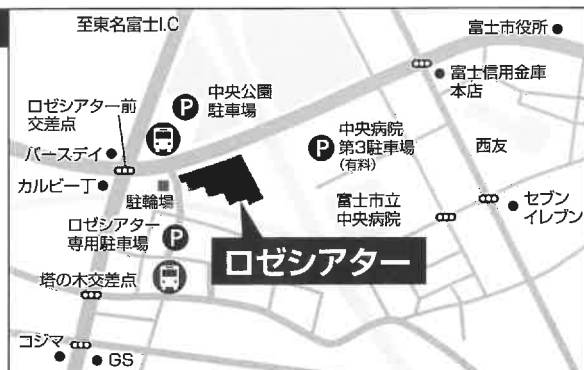 至東名富士I.C
富士市役所
中央公園
駐車場
富士信用金庫
本店
ロゼシアター前
交差点
P
P
中央病院
第3駐車場
(有料)
西友
バースデイ
カルビー丁
駐輪場
富士市立
中央病院
セブン
イレブン
ロゼシアター
専用駐車場
P
ロゼシアター
塔の木交差点
コジマ
GS